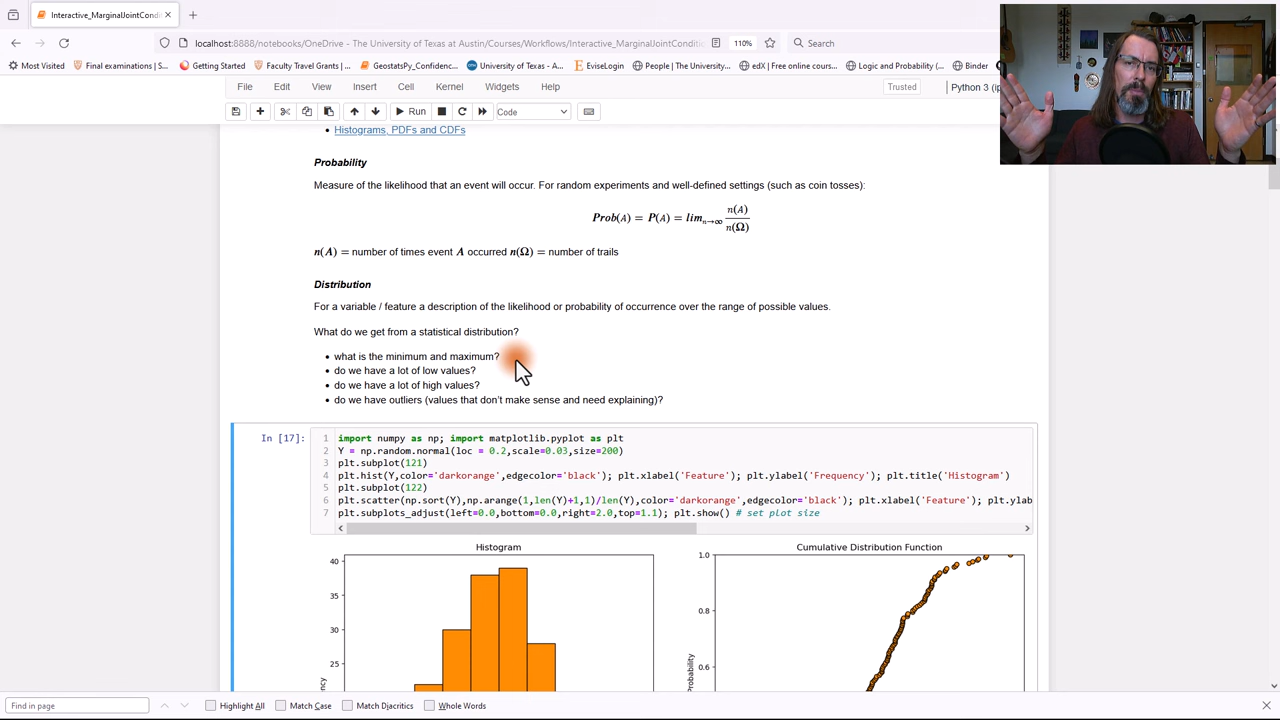 Interactive_MarginalJointCondi
localhost:8888/notebooks/OneDrive - The University of Texas at Austin/Courses/Workflows/Interactive_MarginalJointConditi
110%
Search
Most Visited
Final examinations | S...
Getting Started
Faculty Travel Grants | ...
GeostatsPy_Confidenc...
University of Texas - A...
EviseLogin
People | The University...
edX | Free online cours...
Logic and Probability (...
Binder
File Edit View Insert Cell Kernel Widgets Help
Trusted
Python 3 (ip
Run
Code
Histograms, PDFs and CDFs
Probability
Measure of the likelihood that an event will occur. For random experiments and well-defined settings (such as coin tosses):
Prob(A) = P(A) = lim n→∞ n(A) / n(Ω)
n(A) = number of times event A occurred n(Ω) = number of trails
Distribution
For a variable / feature a description of the likelihood or probability of occurrence over the range of possible values.
What do we get from a statistical distribution?
• what is the minimum and maximum?
• do we have a lot of low values?
• do we have a lot of high values?
• do we have outliers (values that don't make sense and need explaining)?
In [17]:
1 import numpy as np; import matplotlib.pyplot as plt
2 Y = np.random.normal(loc = 0.2,scale=0.03,size=200)
3 plt.subplot(121)
4 plt.hist(Y,color='darkorange',edgecolor='black'); plt.xlabel('Feature'); plt.ylabel('Frequency'); plt.title('Histogram')
5 plt.subplot(122)
6 plt.scatter(np.sort(Y),np.arange(1,len(Y)+1,1)/len(Y),color='darkorange',edgecolor='black'); plt.xlabel('Feature'); plt.ylab
7 plt.subplots_adjust(left=0.0,bottom=0.0,right=2.0,top=1.1); plt.show() # set plot size
Histogram
40
35
30
25
Cumulative Distribution Function
1.0
0.8
0.6
Probability
Find in page
Highlight All
Match Case
Match Diacritics
Whole Words